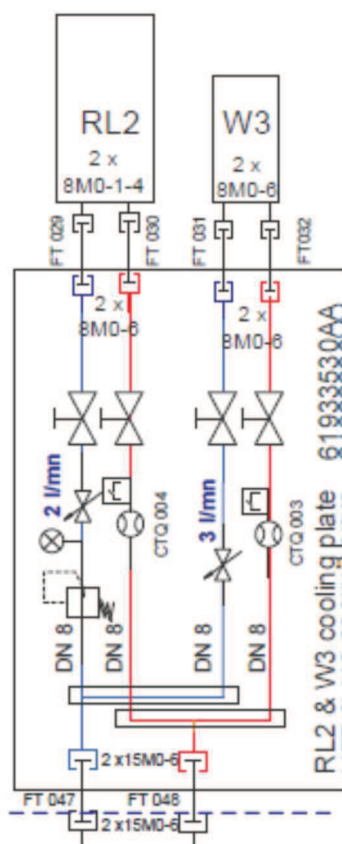 RL2
2 x
8M0-1-4
W3
2 x
8M0-6
FT 029
FT 030
FT 031
FT032
2 x
8M0-6
2 x
8M0-6
2 l/mn
CTQ 004
3 l/mn
CTQ 003
DN 8
DN 8
DN 8
DN 8
RL2 & W3 cooling plate 61933530AA
2 x15M0-6
FT 047
FT 048
2 x15M0-6